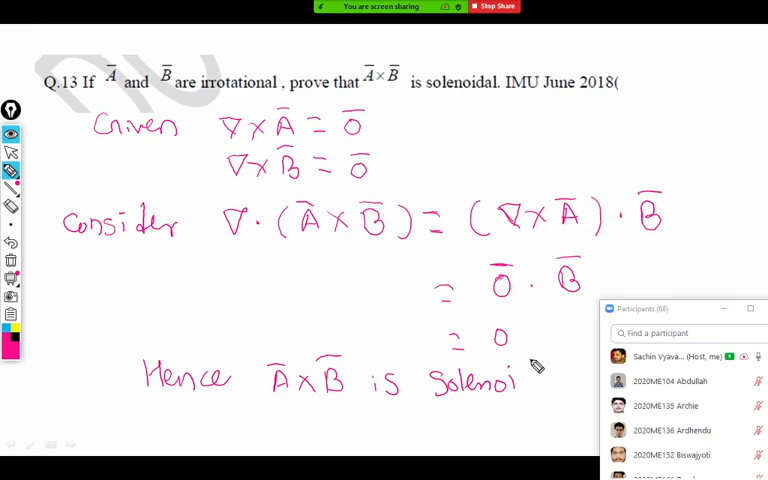 You are screen sharing Stop Share
Q.13 If A̅ and B̅ are irrotational , prove that A̅ × B̅ is solenoidal. IMU June 2018(
Given ∇ × A̅ = 0̅
∇ × B̅ = 0̅
Consider ∇ · ( A̅ × B̅ ) = ( ∇ × A̅ ) · B̅
= 0̅ · B̅
= 0
Hence A̅ × B̅ is Solenoi
Participants (68)
Find a participant
Sachin Vyava... (Host, me)
2020ME104 Abdullah
2020ME135 Archie
2020ME136 Ardhendu
2020ME152 Biswajyoti